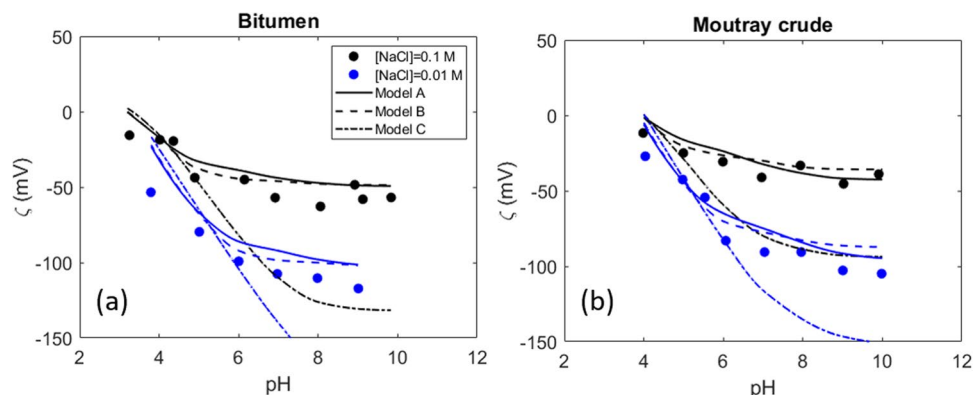 Bitumen
50
0
-50
-100
-150
2
4
6
8
10
12
ζ (mV)
pH
(a)
[NaCl]=0.1 M
[NaCl]=0.01 M
Model A
Model B
Model C
Moutray crude
50
0
-50
-100
-150
2
4
6
8
10
12
ζ (mV)
pH
(b)